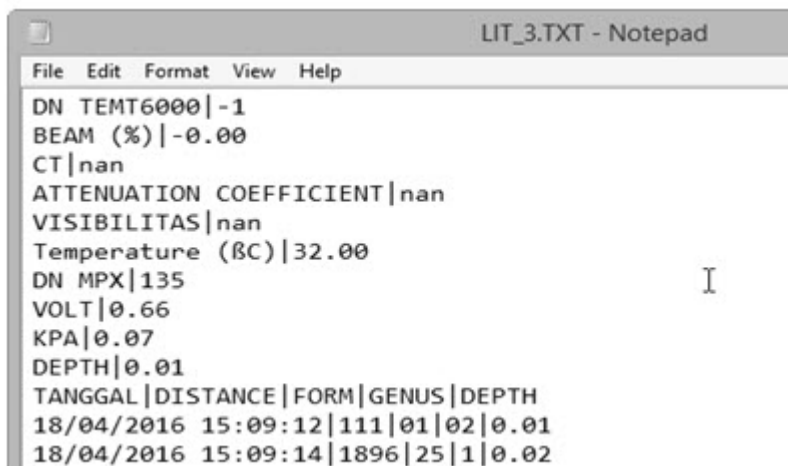 LIT_3.TXT - Notepad
File Edit Format View Help
DN TEMT6000|-1
BEAM (%)|-0.00
CT|nan
ATTENUATION COEFFICIENT|nan
VISIBILITAS|nan
Temperature (ßC)|32.00
DN MPX|135
VOLT|0.66
KPA|0.07
DEPTH|0.01
TANGGAL|DISTANCE|FORM|GENUS|DEPTH
18/04/2016 15:09:12|111|01|02|0.01
18/04/2016 15:09:14|1896|25|1|0.02